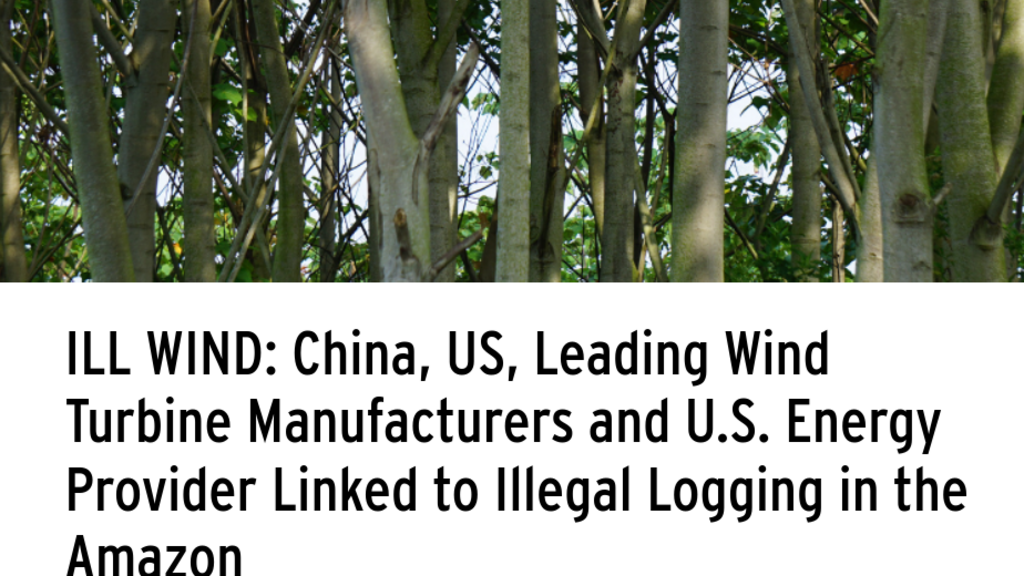 ILL WIND: China, US, Leading Wind
Turbine Manufacturers and U.S. Energy
Provider Linked to Illegal Logging in the
Amazon